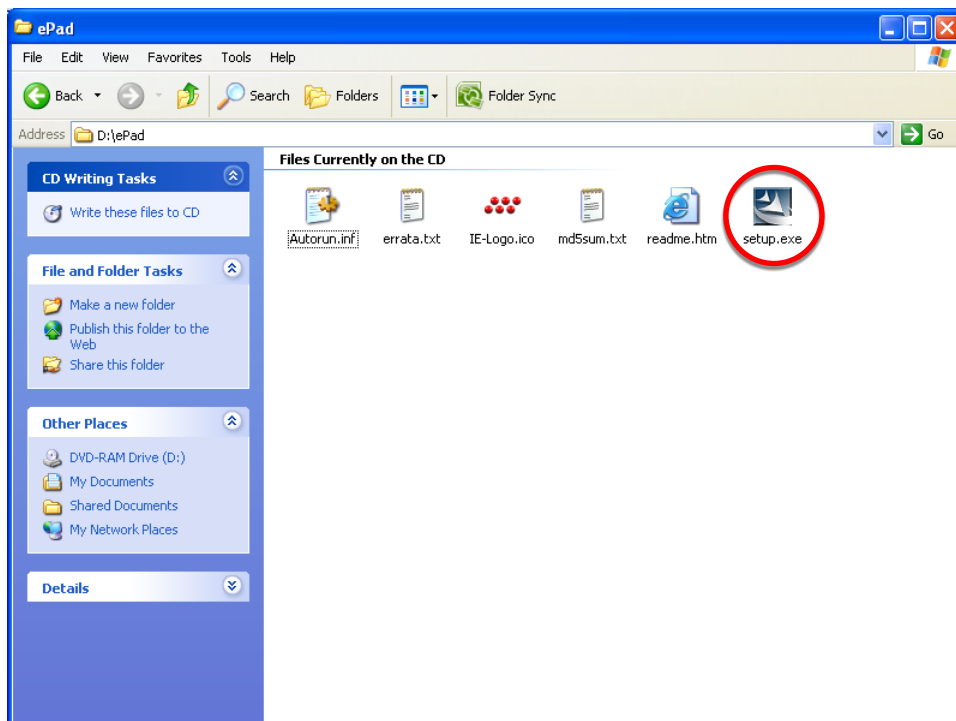 ePad
File Edit View Favorites Tools Help
Back Search Folders Folder Sync
Address D:\ePad Go
Files Currently on the CD
CD Writing Tasks
Write these files to CD
Autorun.inf errata.txt IE-Logo.ico md5sum.txt readme.htm setup.exe
File and Folder Tasks
Make a new folder
Publish this folder to the
Web
Share this folder
Other Places
DVD-RAM Drive (D:)
My Documents
Shared Documents
My Network Places
Details